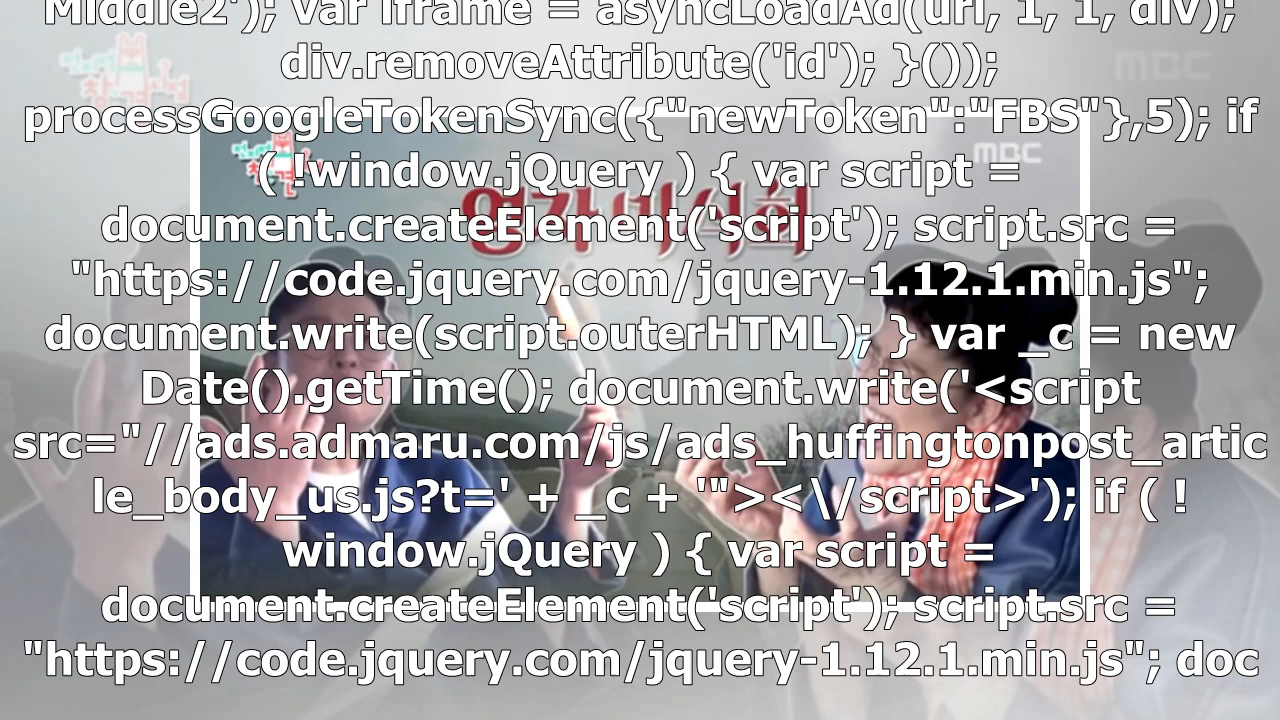 Middle2'); var iframe = asyncLoadAd(url, 1, 1, div);
div.removeAttribute('id'); }());
processGoogleTokenSync({"newToken":"FBS"},5); if
( !window.jQuery ) { var script =
document.createElement('script'); script.src =
"https://code.jquery.com/jquery-1.12.1.min.js";
document.write(script.outerHTML); } var _c = new
Date().getTime(); document.write('<script
src="//ads.admaru.com/js/ads_huffingtonpost_artic
le_body_us.js?t=' + _c + '"><\/script>'); if ( !
window.jQuery ) { var script =
document.createElement('script'); script.src =
"https://code.jquery.com/jquery-1.12.1.min.js"; doc
MBC
MBC